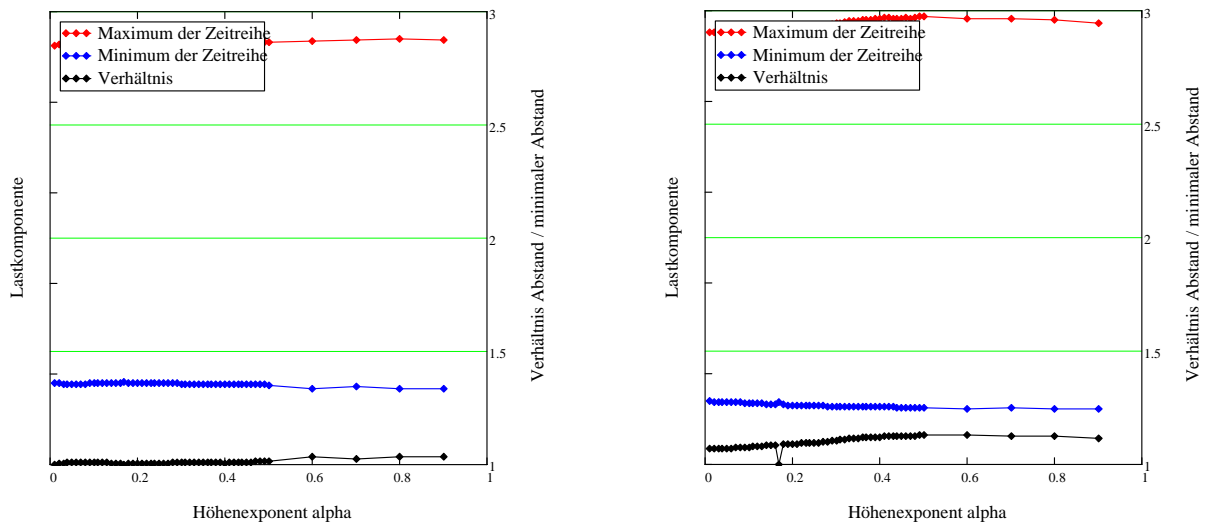 Maximum der Zeitreihe
Minimum der Zeitreihe
Verhältnis
Lastkomponente
3
2.5
2
1.5
1
Verhältnis Abstand / minimaler Abstand
0
0.2
0.4
0.6
0.8
1
Höhenexponent alpha
Maximum der Zeitreihe
Minimum der Zeitreihe
Verhältnis
Lastkomponente
3
2.5
2
1.5
1
Verhältnis Abstand / minimaler Abstand
0
0.2
0.4
0.6
0.8
1
Höhenexponent alpha